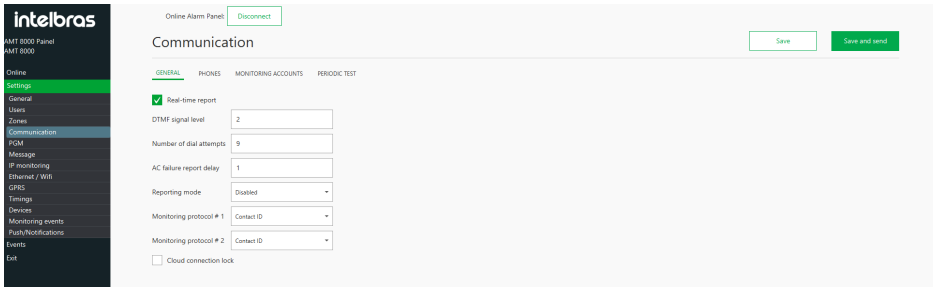 intelbras
AMT 8000 Painel
AMT 8000
Online
Settings
General
Users
Zones
Communication
PGM
Message
IP monitoring
Ethernet / Wifi
GPRS
Timings
Devices
Monitoring events
Push/Notifications
Events
Exit
Online Alarm Panel: Disconnect
Communication Save Save and send
GENERAL PHONES MONITORING ACCOUNTS PERIODIC TEST
Real-time report
DTMF signal level 2
Number of dial attempts 9
AC failure report delay 1
Reporting mode Disabled
Monitoring protocol # 1 Contact ID
Monitoring protocol # 2 Contact ID
Cloud connection lock